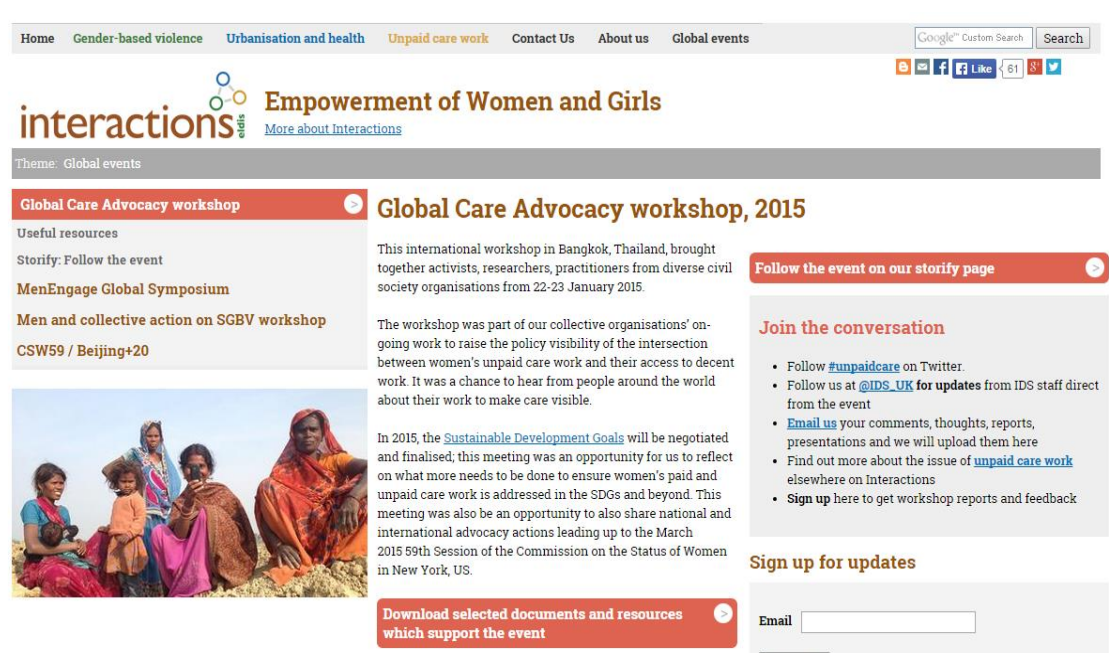 Home Gender-based violence Urbanisation and health Unpaid care work Contact Us About us Global events
Google™ Custom Search Search
Like 61
interactions
eldis
Empowerment of Women and Girls
More about Interactions
Theme: Global events
Global Care Advocacy workshop
Useful resources
Storify: Follow the event
MenEngage Global Symposium
Men and collective action on SGBV workshop
CSW59 / Beijing+20
Global Care Advocacy workshop, 2015
This international workshop in Bangkok, Thailand, brought
together activists, researchers, practitioners from diverse civil
society organisations from 22-23 January 2015.
The workshop was part of our collective organisations' on-
going work to raise the policy visibility of the intersection
between women's unpaid care work and their access to decent
work. It was a chance to hear from people around the world
about their work to make care visible.
In 2015, the Sustainable Development Goals will be negotiated
and finalised; this meeting was an opportunity for us to reflect
on what more needs to be done to ensure women's paid and
unpaid care work is addressed in the SDGs and beyond. This
meeting was also be an opportunity to also share national and
international advocacy actions leading up to the March
2015 59th Session of the Commission on the Status of Women
in New York, US.
Download selected documents and resources
which support the event
Follow the event on our storify page
Join the conversation
• Follow #unpaidcare on Twitter.
• Follow us at @IDS_UK for updates from IDS staff direct
from the event
• Email us your comments, thoughts, reports,
presentations and we will upload them here
• Find out more about the issue of unpaid care work
elsewhere on Interactions
• Sign up here to get workshop reports and feedback
Sign up for updates
Email